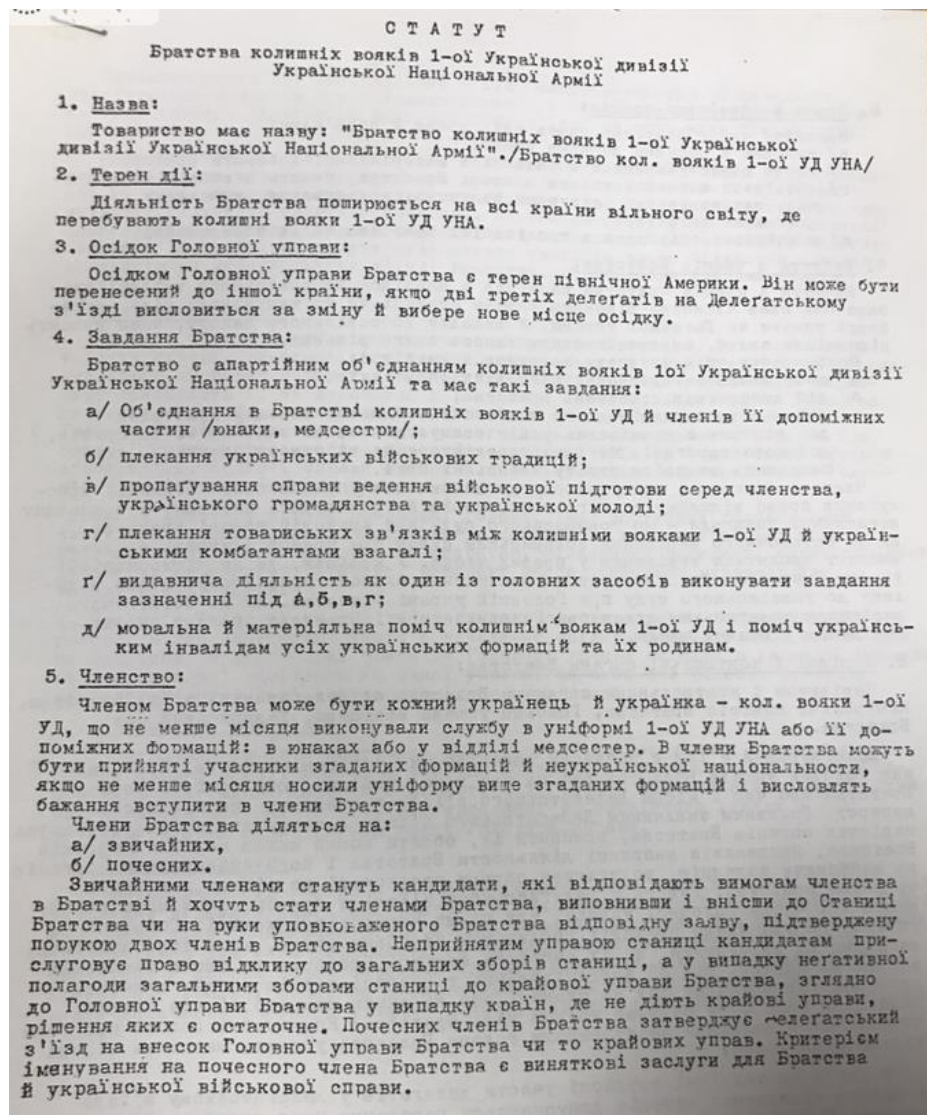 СТАТУТ
Братства колишніх вояків 1-ої Української дивізії
Української Національної Армії
1. Назва:
Товариство має назву: "Братство колишніх вояків 1-ої Української
дивізії Української Національної Армії"./Братство кол. вояків 1-ої УД УНА/
2. Терен дії:
Діяльність Братства поширюється на всі країни вільного світу, де
перебувають колишні вояки 1-ої УД УНА.
3. Осідок Головної управи:
Осідком Головної управи Братства є терен північної Америки. Він може бути
перенесений до іншої країни, якщо дві третіх делеґатів на Делеґатському
з'їзді висловиться за зміну й вибере нове місце осідку.
4. Завдання Братства:
Братство є апартійним об'єднанням колишніх вояків 1ої Української дивізії
Української Національної Армії та має такі завдання:
а/ Об'єднання в Братстві колишніх вояків 1-ої УД й членів її допоміжних
частин /юнаки, медсестри/;
б/ плекання українських військових традицій;
в/ пропаґування справи ведення військової підготови серед членства,
українського громадянства та української молоді;
г/ плекання товариських зв'язків між колишніми вояками 1-ої УД й україн-
ськими комбатантами взагалі;
ґ/ видавнича діяльність як один із головних засобів виконувати завдання
зазначенні під а,б,в,г;
д/ моральна й матеріяльна поміч колишнім воякам 1-ої УД і поміч українсь-
ким інвалідам усіх українських формацій та їх родинам.
5. Членство:
Членом Братства може бути кожний українець й українка - кол. вояки 1-ої
УД, що не менше місяця виконували службу в уніформі 1-ої УД УНА або її до-
поміжних формацій: в юнаках або у відділі медсестер. В члени Братства можуть
бути прийняті учасники згаданих формацій й неукраїнської національности,
якщо не менше місяця носили уніформу вище згаданих формацій і висловлять
бажання вступити в члени Братства.
Члени Братства діляться на:
а/ звичайних,
б/ почесних.
Звичайними членами стануть кандидати, які відповідають вимогам членства
в Братстві й хочуть стати членами Братства, виповнивши і внісши до Станиці
Братства чи на руки уповноваженого Братства відповідну заяву, підтверджену
порукою двох членів Братства. Неприйнятим управою станиці кандидатам при-
слуговує право відклику до загальних зборів станиці, а у випадку неґативної
полагоди загальними зборами станиці до крайової управи Братства, зглядно
до Головної управи Братства у випадку країн, де не діють крайові управи,
рішення яких є остаточне. Почесних членів Братства затверджує Делеґатський
з'їзд на внесок Головної управи Братства чи то крайових управ. Критерієм
іменування на почесного члена Братства є виняткові заслуги для Братства
й української військової справи.